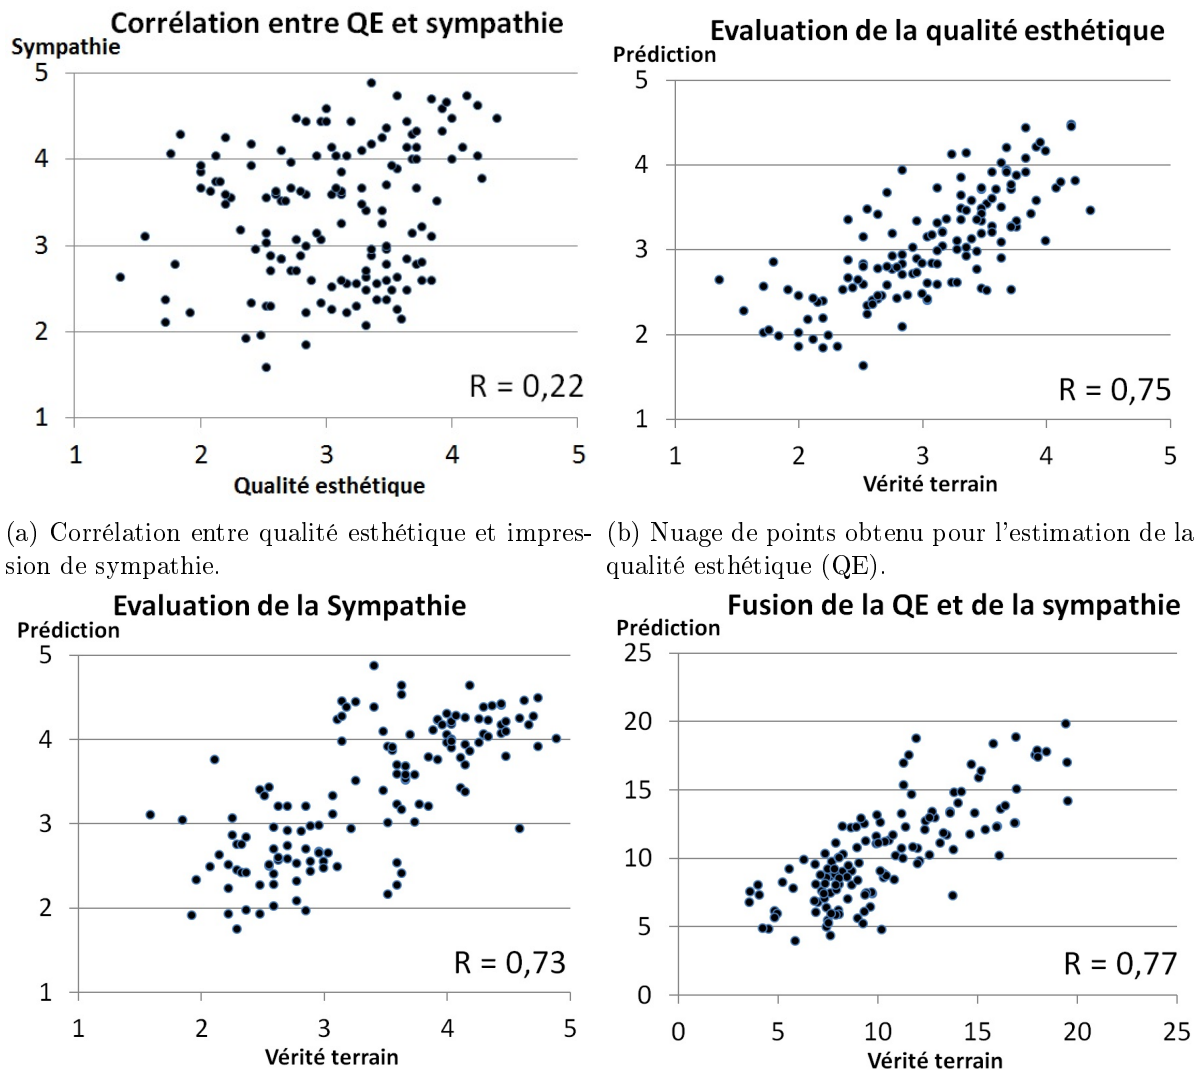 Corrélation entre QE et sympathie
Sympathie
5
4
3
2
1
R = 0,22
1 2 3 4 5
Qualité esthétique
Evaluation de la qualité esthétique
Prédiction
5
4
3
2
1
R = 0,75
1 2 3 4 5
Vérité terrain
(a) Corrélation entre qualité esthétique et impres-
sion de sympathie.
(b) Nuage de points obtenu pour l'estimation de la
qualité esthétique (QE).
Evaluation de la Sympathie
Prédiction
5
4
3
2
1
R = 0,73
1 2 3 4 5
Vérité terrain
Fusion de la QE et de la sympathie
Prédiction
25
20
15
10
5
0
R = 0,77
0 5 10 15 20 25
Vérité terrain